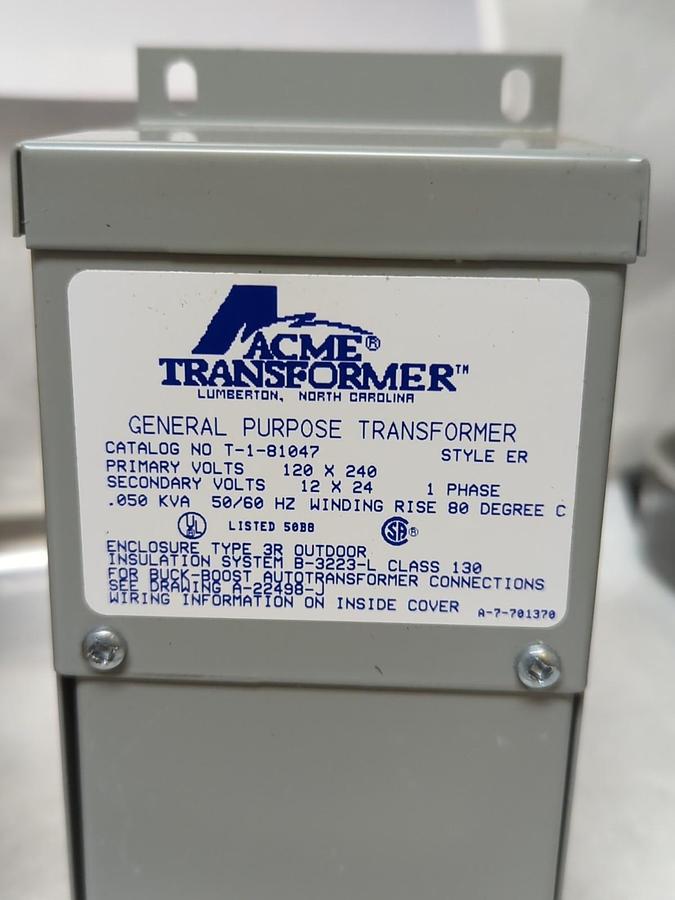 ACME®
TRANSFORMER™
LUMBERTON, NORTH CAROLINA
GENERAL PURPOSE TRANSFORMER
CATALOG NO T-1-81047 STYLE ER
PRIMARY VOLTS 120 X 240
SECONDARY VOLTS 12 X 24 1 PHASE
.050 KVA 50/60 HZ WINDING RISE 80 DEGREE C
UL LISTED 50B8 SA®
ENCLOSURE TYPE 3R OUTDOOR
INSULATION SYSTEM B-3223-L CLASS 130
FOR BUCK-BOOST AUTOTRANSFORMER CONNECTIONS
SEE DRAWING A-22498-J
WIRING INFORMATION ON INSIDE COVER A-7-701370